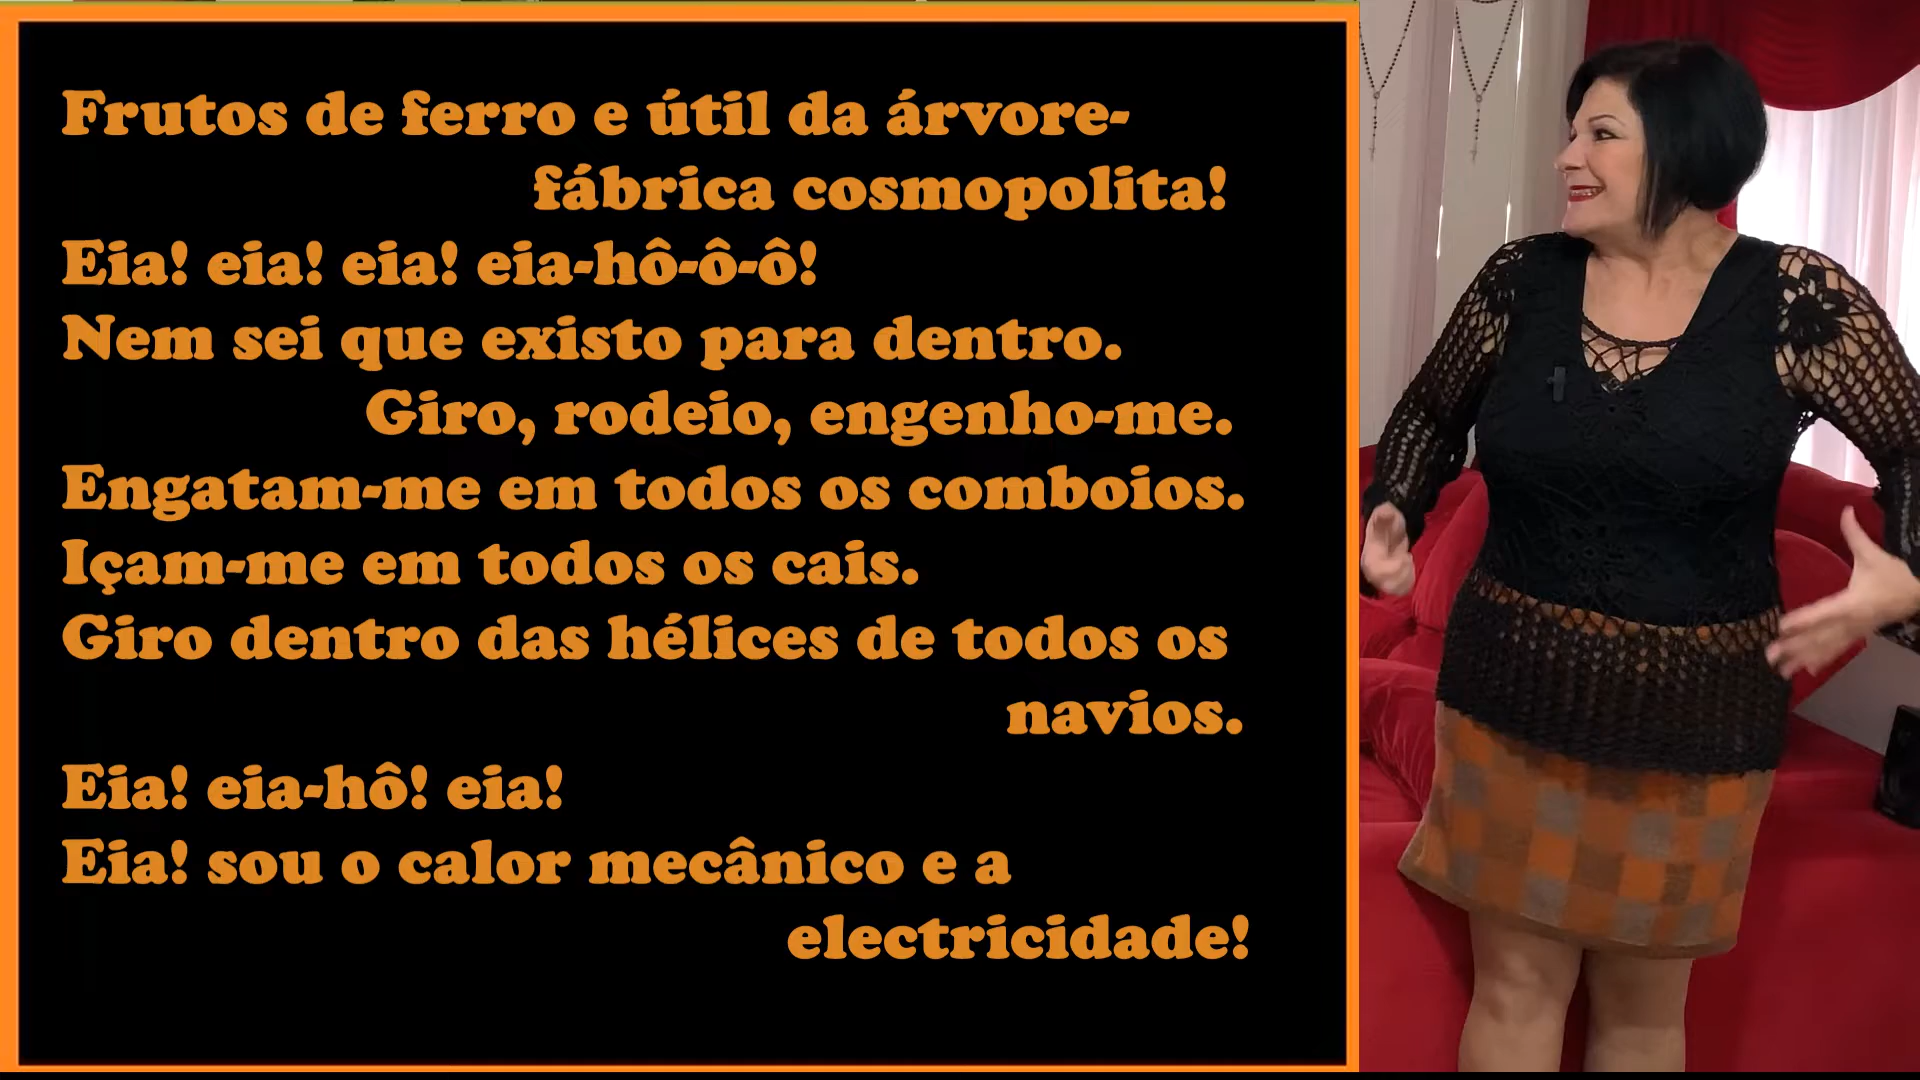 Frutos de ferro e útil da árvore-
fábrica cosmopolita!
Eia! eia! eia! eia-hô-ô-ô!
Nem sei que existo para dentro.
Giro, rodeio, engenho-me.
Engatam-me em todos os comboios.
Içam-me em todos os cais.
Giro dentro das hélices de todos os
navios.
Eia! eia-hô! eia!
Eia! sou o calor mecânico e a
electricidade!